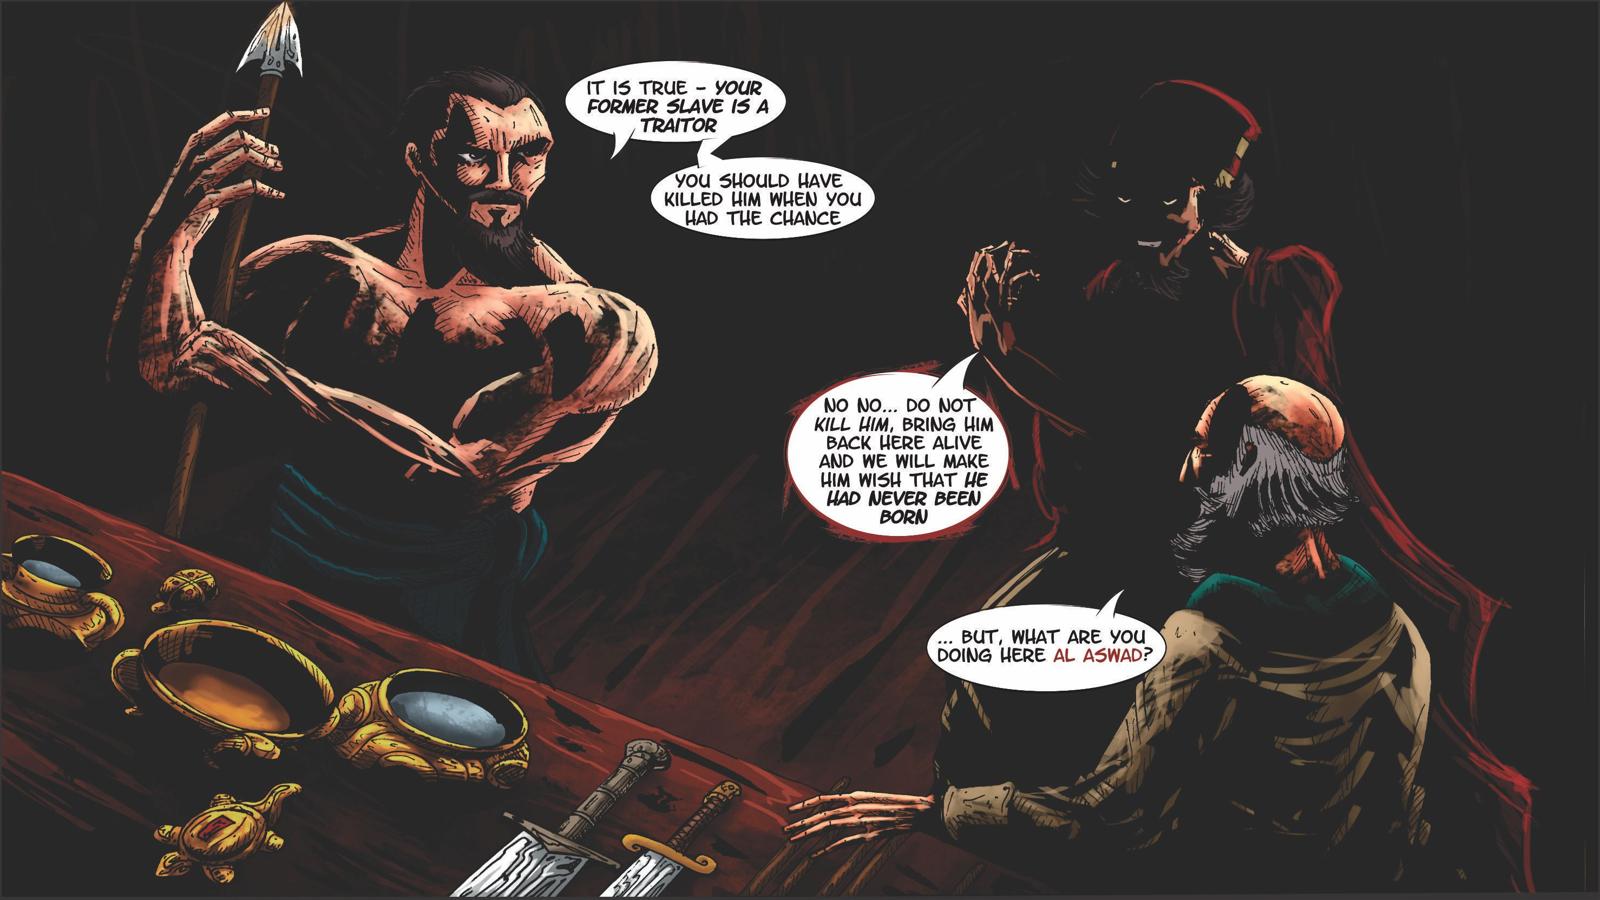 IT IS TRUE - YOUR
FORMER SLAVE IS A
TRAITOR
YOU SHOULD HAVE
KILLED HIM WHEN YOU
HAD THE CHANCE
NO NO... DO NOT
KILL HIM, BRING HIM
BACK HERE ALIVE
AND WE WILL MAKE
HIM WISH THAT HE
HAD NEVER BEEN
BORN
... BUT, WHAT ARE YOU
DOING HERE AL ASWAD?